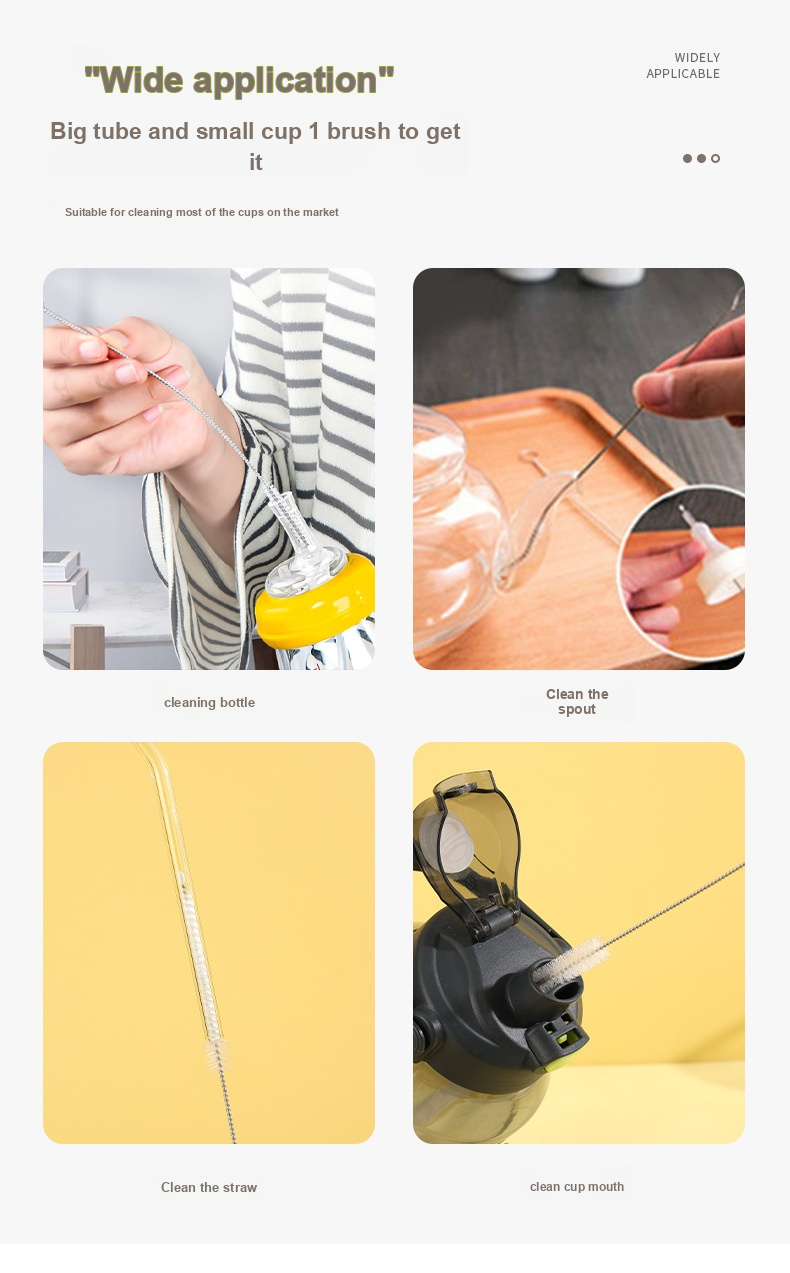 "Wide application"
WIDELY
APPLICABLE
Big tube and small cup 1 brush to get
it
Suitable for cleaning most of the cups on the market
cleaning bottle
Clean the
spout
Clean the straw
clean cup mouth